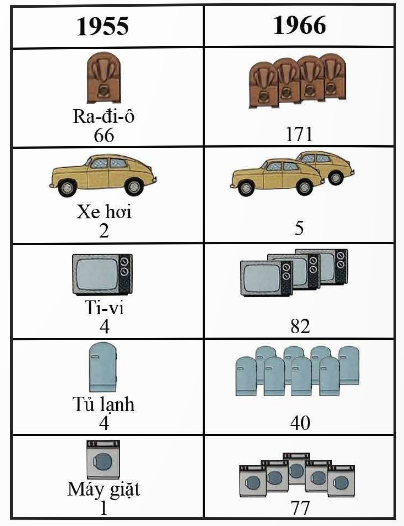 1955 1966
Ra-đi-ô
66 171
Xe hơi
2 5
Ti-vi
4 82
Tủ lạnh
4 40
Máy giặt
1 77